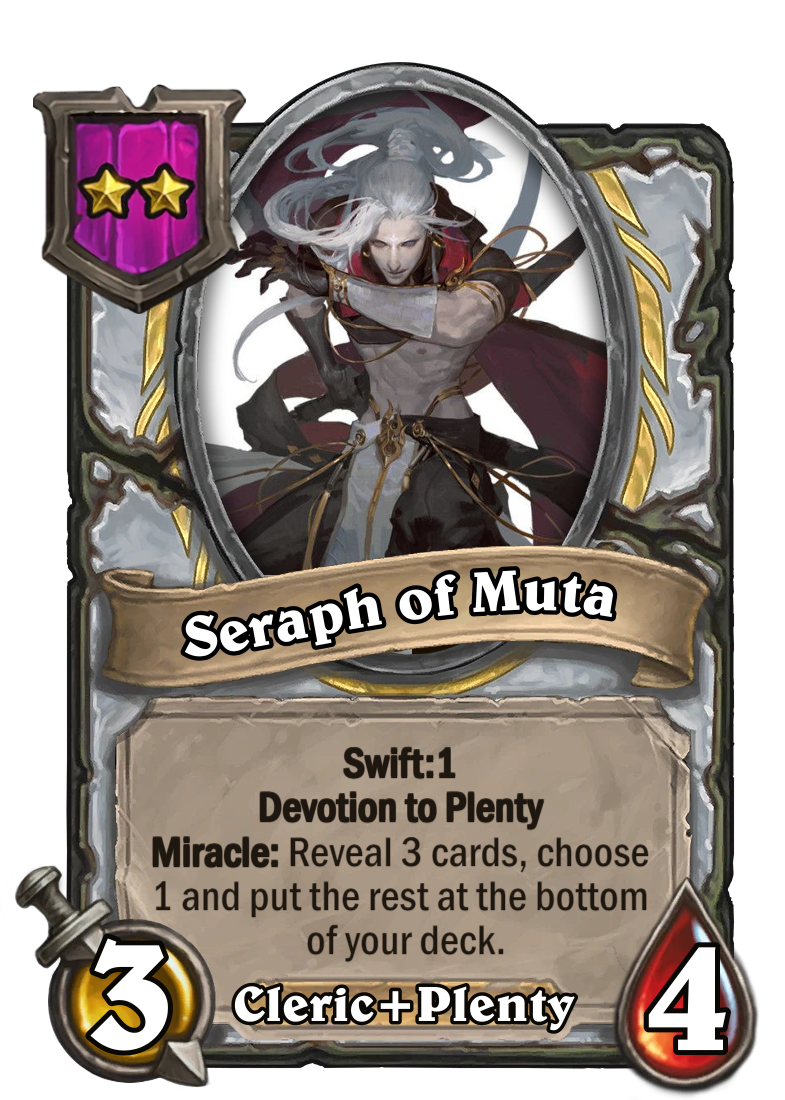 Seraph of Muta
Swift:1
Devotion to Plenty
Miracle: Reveal 3 cards, choose
1 and put the rest at the bottom
of your deck.
3
Cleric+Plenty
4